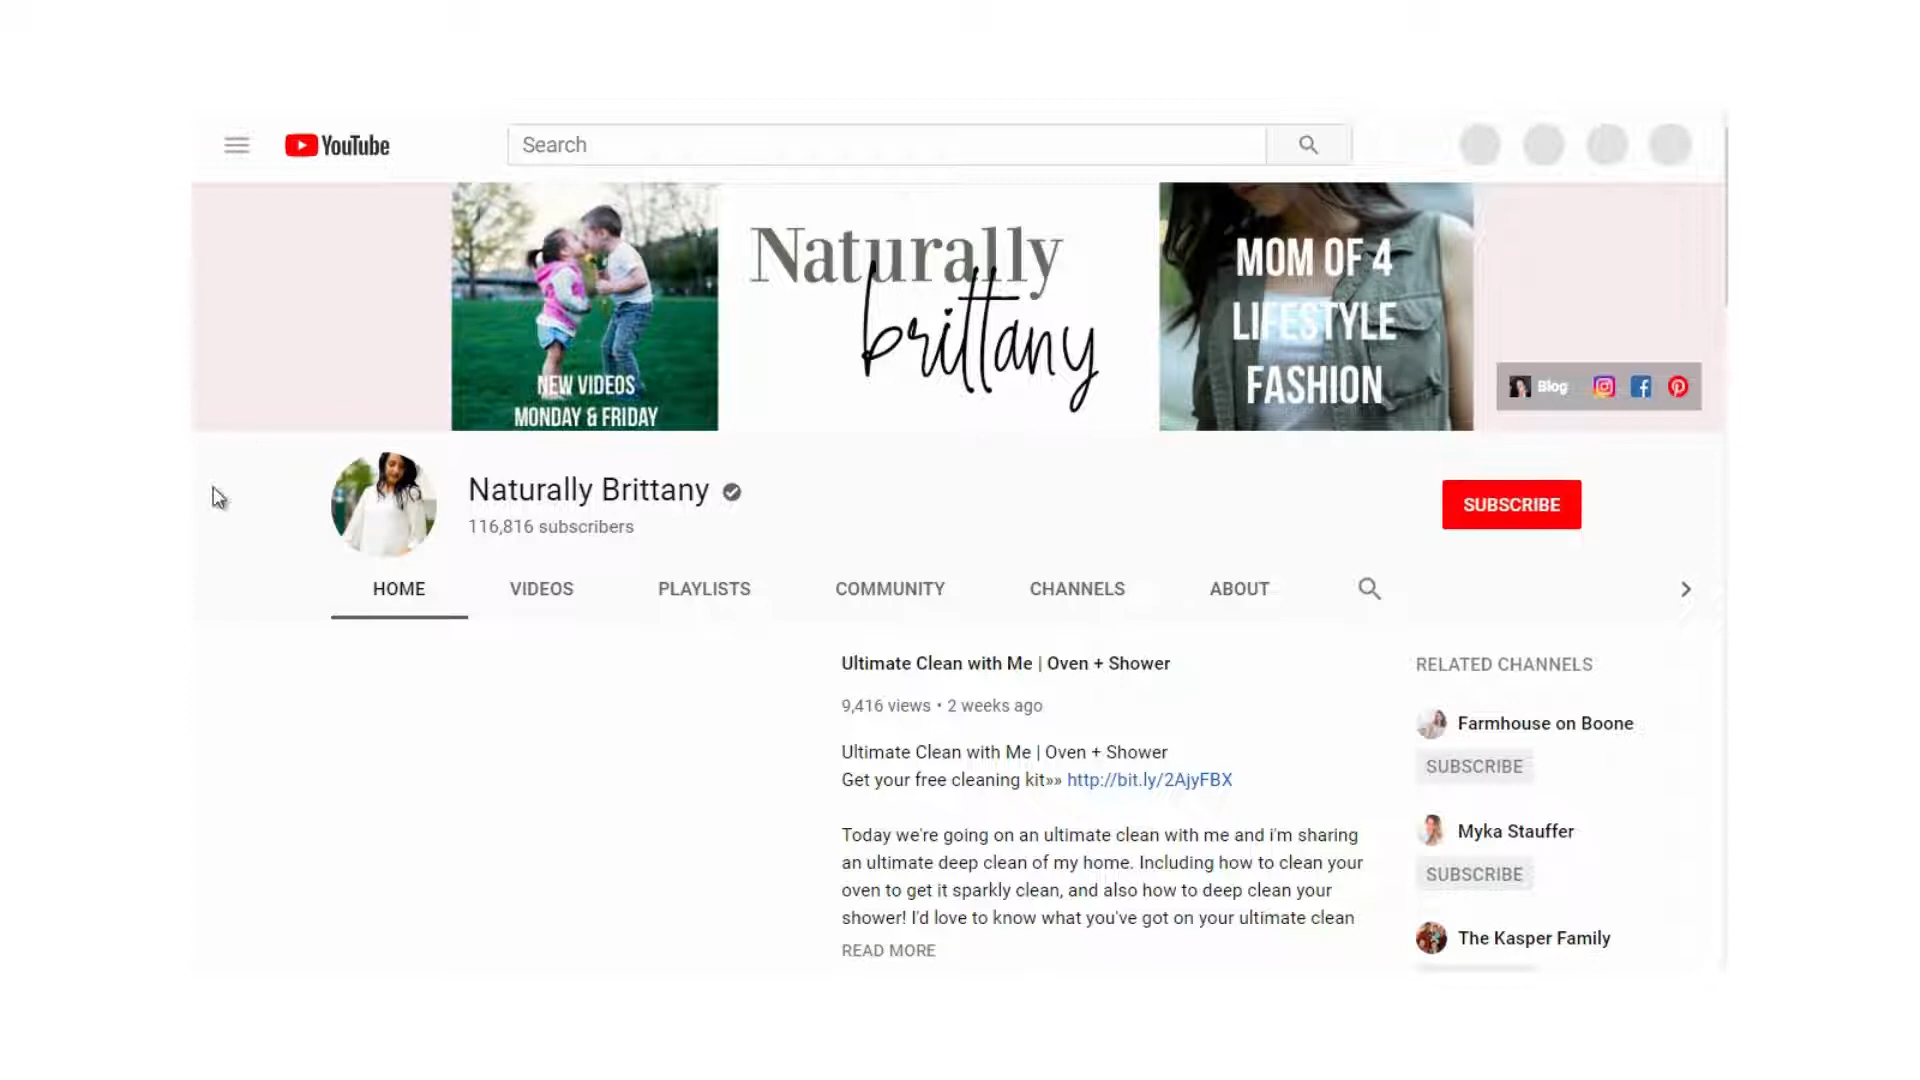 YouTube
Search
Naturally
brittany
NEW VIDEOS
MONDAY & FRIDAY
MOM OF 4
LIFESTYLE
FASHION
Blog
Naturally Brittany
116,816 subscribers
SUBSCRIBE
HOME VIDEOS PLAYLISTS COMMUNITY CHANNELS ABOUT
Ultimate Clean with Me | Oven + Shower
9,416 views • 2 weeks ago
Ultimate Clean with Me | Oven + Shower
Get your free cleaning kit»» http://bit.ly/2AjyFBX
Today we're going on an ultimate clean with me and i'm sharing
an ultimate deep clean of my home. Including how to clean your
oven to get it sparkly clean, and also how to deep clean your
shower! I'd love to know what you've got on your ultimate clean
READ MORE
RELATED CHANNELS
Farmhouse on Boone
SUBSCRIBE
Myka Stauffer
SUBSCRIBE
The Kasper Family